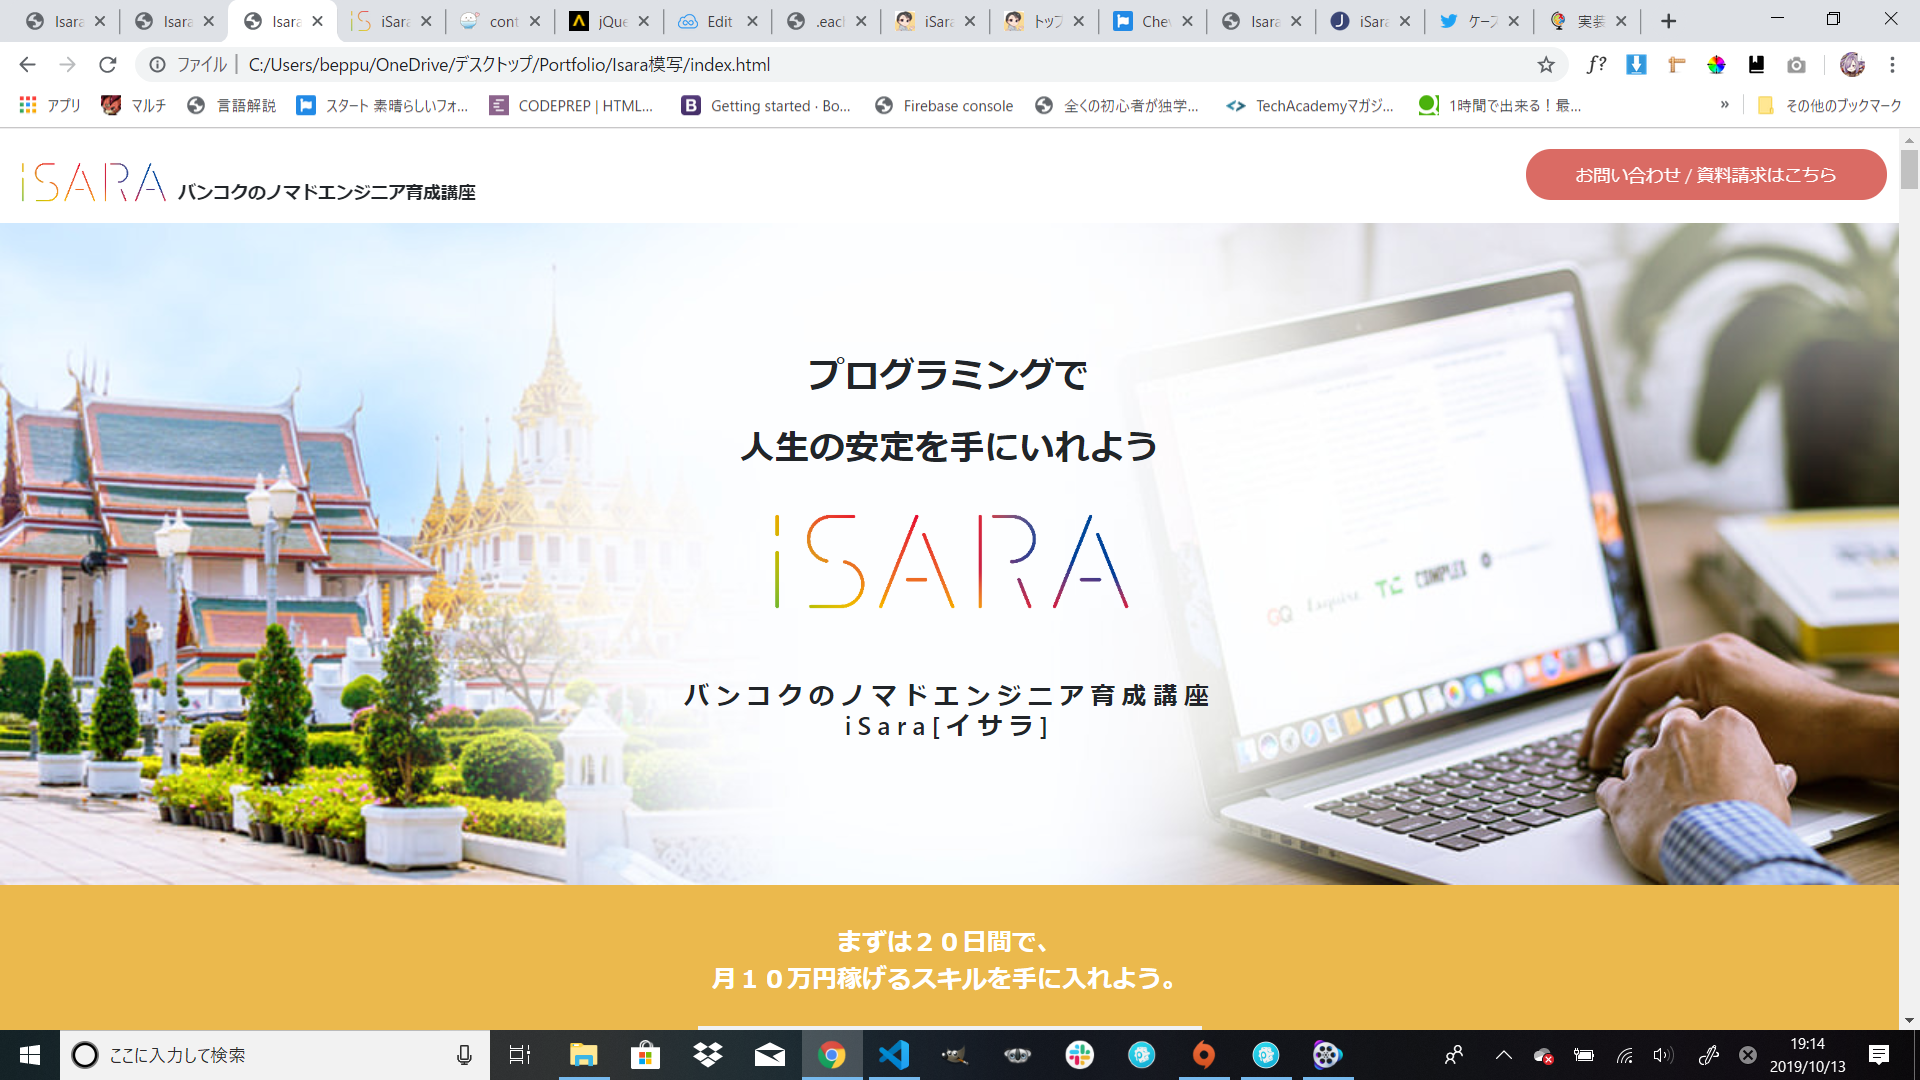 Isara
Isara
Isara
iSara
cont
jQue
Edit
.eac
iSara
トップ
Chev
Isara
iSara
ケーフ
実装
ファイル
C:/Users/beppu/OneDrive/デスクトップ/Portfolio/Isara模写/index.html
f?
アプリ
マルチ
言語解説
スタート 素晴らしいフォ...
CODEPREP | HTML...
Getting started · Bo...
Firebase console
全くの初心者が独学...
TechAcademyマガジ...
1時間で出来る！最...
»
その他のブックマーク
iSARA バンコクのノマドエンジニア育成講座
お問い合わせ / 資料請求はこちら
プログラミングで
人生の安定を手にいれよう
iSARA
バンコクのノマドエンジニア育成講座
iSara[イサラ]
GQ Esquire TC COMPLEX
まずは２０日間で、
月１０万円稼げるスキルを手に入れよう。
ここに入力して検索
19:14
2019/10/13